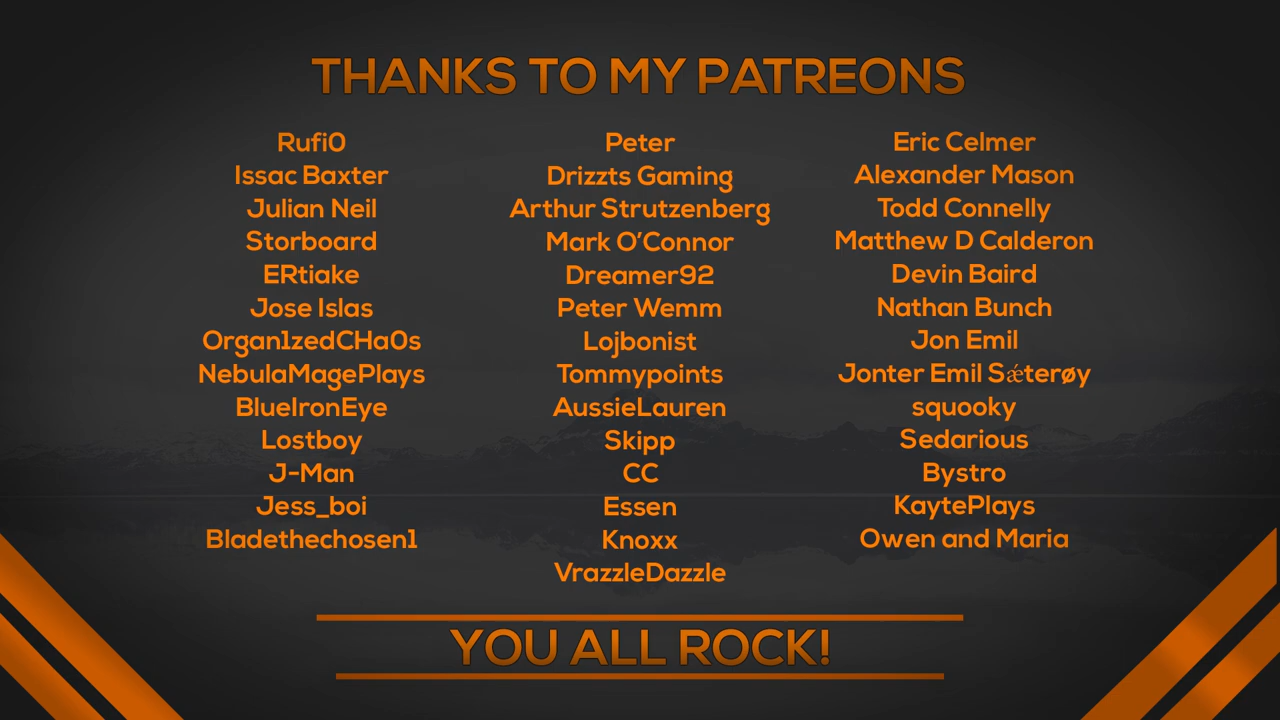 THANKS TO MY PATREONS
Rufi0
Issac Baxter
Julian Neil
Storboard
ERtiake
Jose Islas
Organ1zedCHa0s
NebulaMagePlays
BlueIronEye
Lostboy
J-Man
Jess_boi
Bladethechosen1
Peter
Drizzts Gaming
Arthur Strutzenberg
Mark O’Connor
Dreamer92
Peter Wemm
Lojbonist
Tommypoints
AussieLauren
Skipp
CC
Essen
Knoxx
VrazzleDazzle
Eric Celmer
Alexander Mason
Todd Connelly
Matthew D Calderon
Devin Baird
Nathan Bunch
Jon Emil
Jonter Emil Sǽterøy
squooky
Sedarious
Bystro
KaytePlays
Owen and Maria
YOU ALL ROCK!